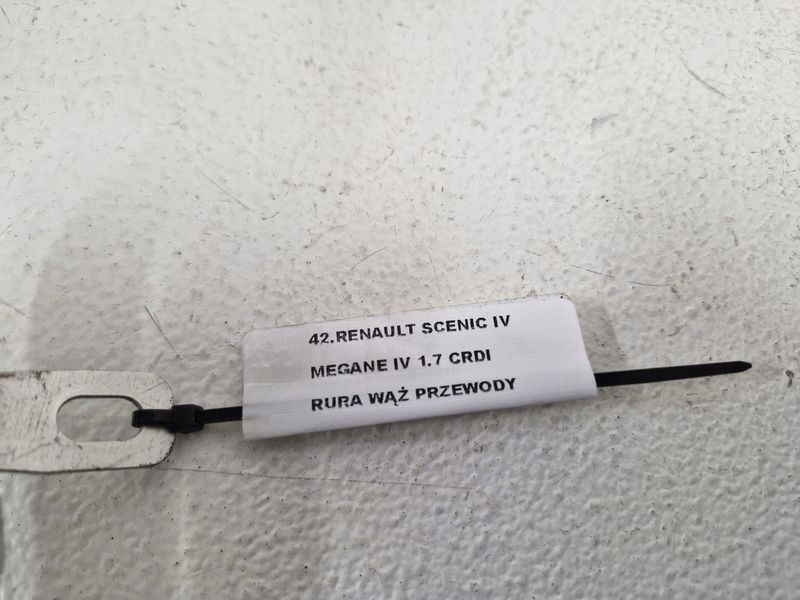 42.RENAULT SCENIC IV
MEGANE IV 1.7 CRDI
RURA WĄŻ PRZEWODY